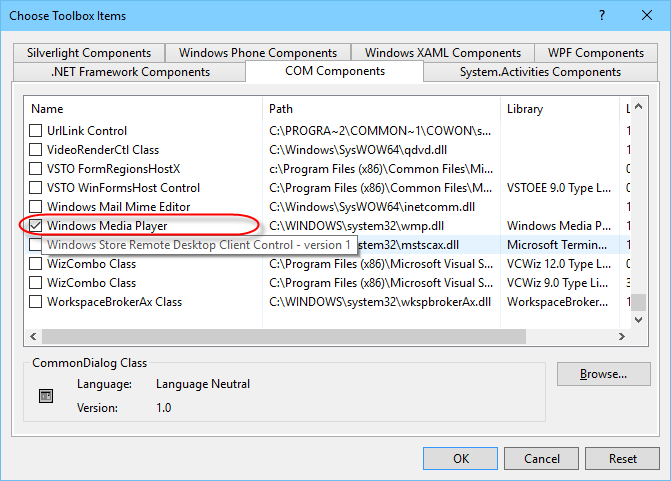 Choose Toolbox Items
?
Silverlight Components Windows Phone Components Windows XAML Components WPF Components
.NET Framework Components COM Components System.Activities Components
Name Path Library L
UrlLink Control C:\PROGRA~2\COMMON~1\COWON\s... 1
VideoRenderCtl Class C:\Windows\SysWOW64\qdvd.dll 1
VSTO FormRegionsHostX c:\Program Files (x86)\Common Files\Mi... 1
VSTO WinFormsHost Control c:\Program Files (x86)\Common Files\Mi... VSTOEE 9.0 Type L... 0
Windows Mail Mime Editor C:\Windows\SysWOW64\inetcomm.dll 1
Windows Media Player C:\WINDOWS\system32\wmp.dll Windows Media P... 1
Windows Store Remote Desktop Client Control - version 1 \system32\mstscax.dll Microsoft Termin... 1
WizCombo Class C:\Program Files (x86)\Microsoft Visual S... VCWiz 12.0 Type L... 0
WizCombo Class C:\Program Files (x86)\Microsoft Visual S... VCWiz 9.0 Type Li... 1
WorkspaceBrokerAx Class C:\WINDOWS\system32\wkspbrokerAx.dll WorkspaceBroker... 1
CommonDialog Class
Language: Language Neutral
Version: 1.0
Browse...
OK Cancel Reset